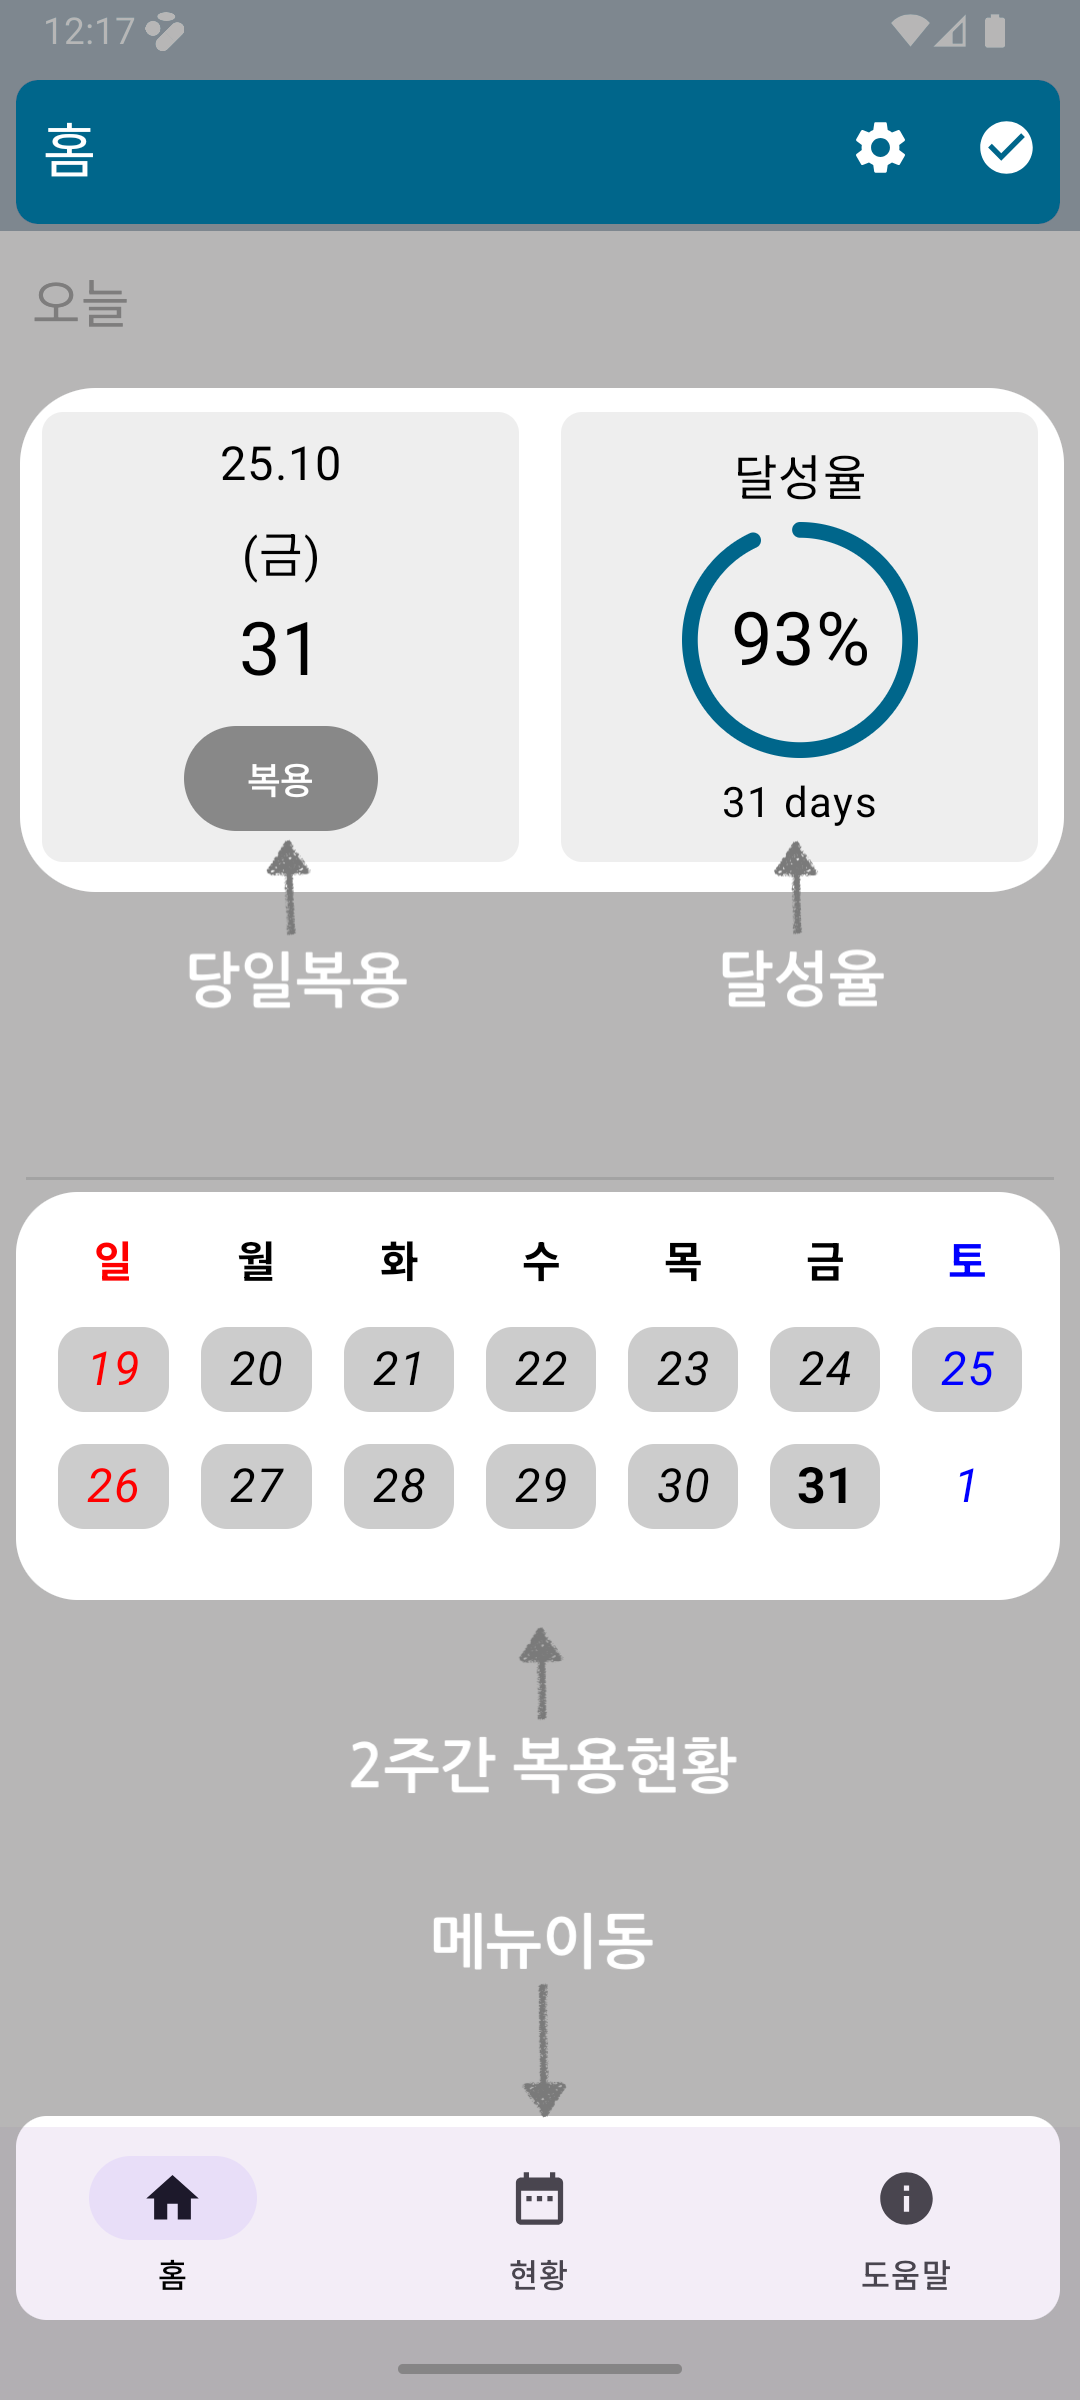 12:17
홈
오늘
25.10
(금)
31
복용
달성율
93%
31 days
당일복용
달성율
일 월 화 수 목 금 토
19 20 21 22 23 24 25
26 27 28 29 30 31 1
2주간 복용현황
메뉴이동
홈 현황 도움말